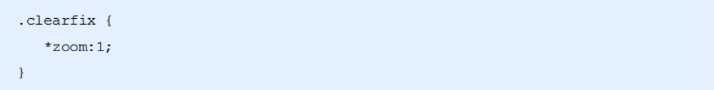 .clearfix {
   *zoom:1;
}